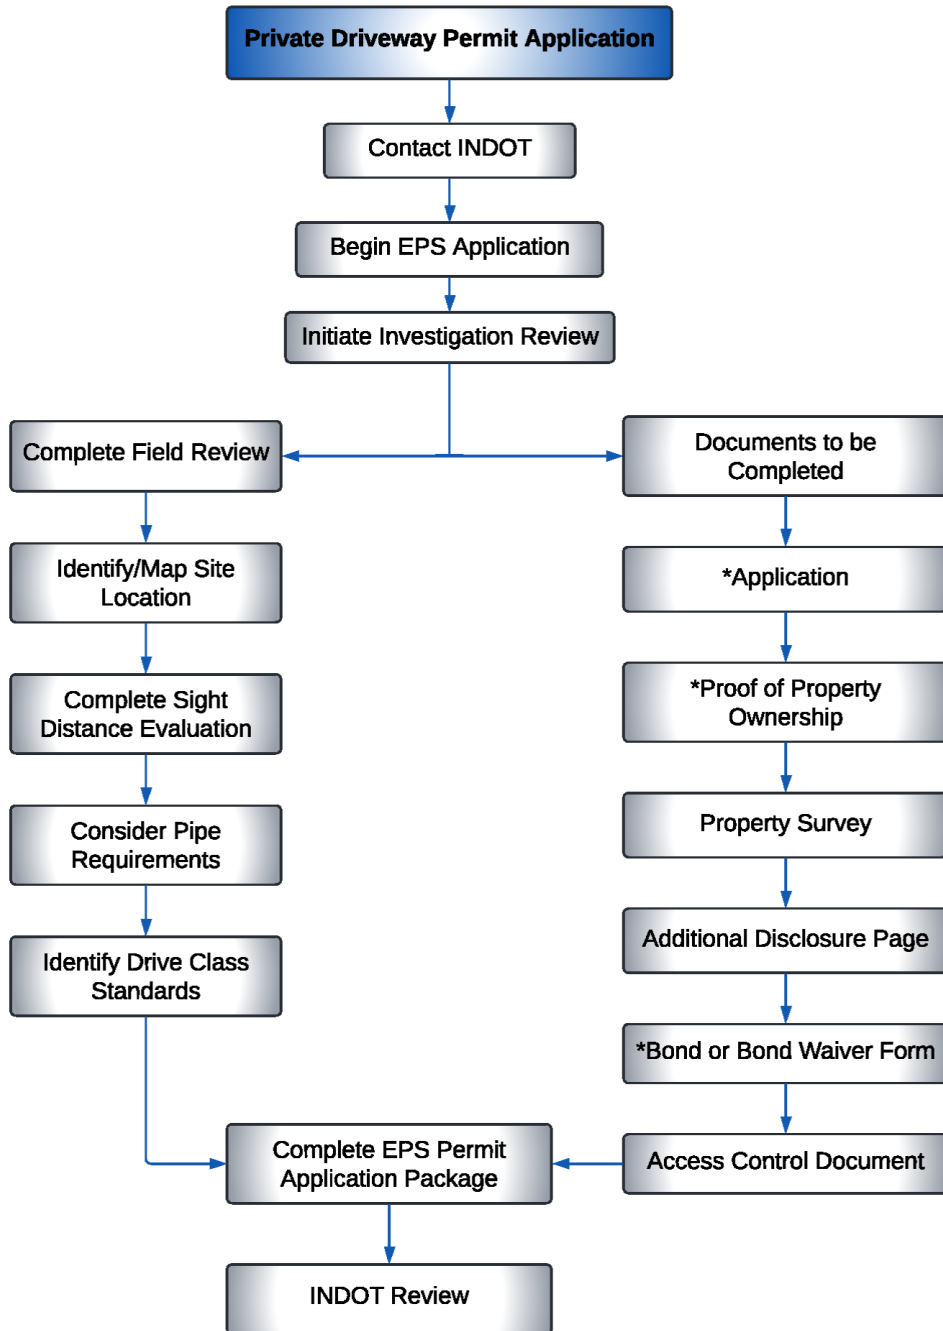 Private Driveway Permit Application
Contact INDOT
Begin EPS Application
Initiate Investigation Review
Complete Field Review
Identify/Map Site
Location
Complete Sight
Distance Evaluation
Consider Pipe
Requirements
Identify Drive Class
Standards
Documents to be
Completed
*Application
*Proof of Property
Ownership
Property Survey
Additional Disclosure Page
*Bond or Bond Waiver Form
Access Control Document
Complete EPS Permit
Application Package
INDOT Review